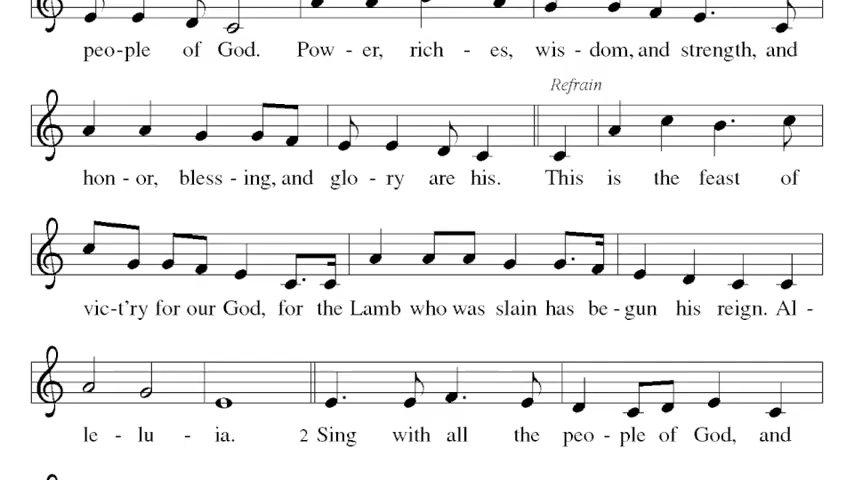 peo-ple of God. Pow - er, rich - es, wis - dom, and strength, and
Refrain
hon - or, bless - ing, and glo - ry are his. This is the feast of
vic-t'ry for our God, for the Lamb who was slain has be - gun his reign. Al -
le - lu - ia. 2 Sing with all the peo - ple of God, and